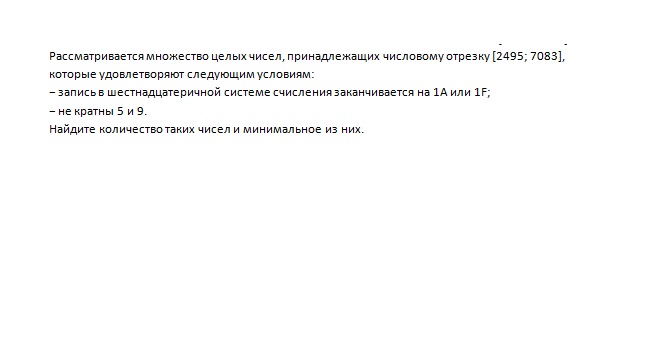 Рассматривается множество целых чисел, принадлежащих числовому отрезку [2495; 7083],
которые удовлетворяют следующим условиям:
− запись в шестнадцатеричной системе счисления заканчивается на 1A или 1F;
− не кратны 5 и 9.
Найдите количество таких чисел и минимальное из них.